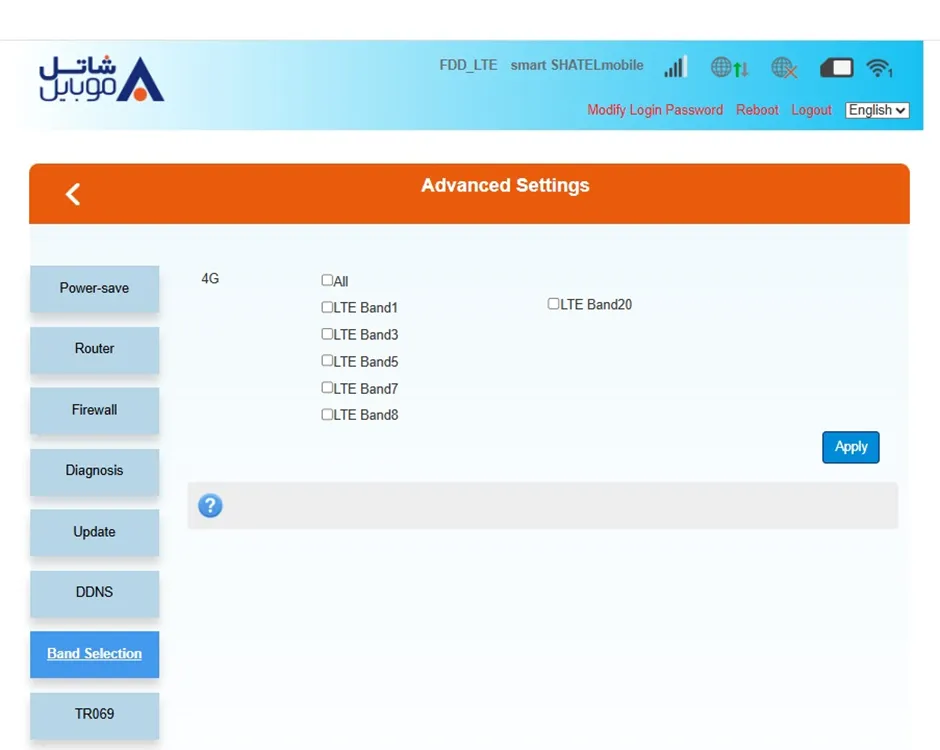 شاتل
موبایل
FDD_LTE smart SHATELmobile
1
Modify Login Password Reboot Logout English
Advanced Settings
Power-save
Router
Firewall
Diagnosis
Update
DDNS
Band Selection
TR069
4G
All
LTE Band1
LTE Band20
LTE Band3
LTE Band5
LTE Band7
LTE Band8
Apply
?